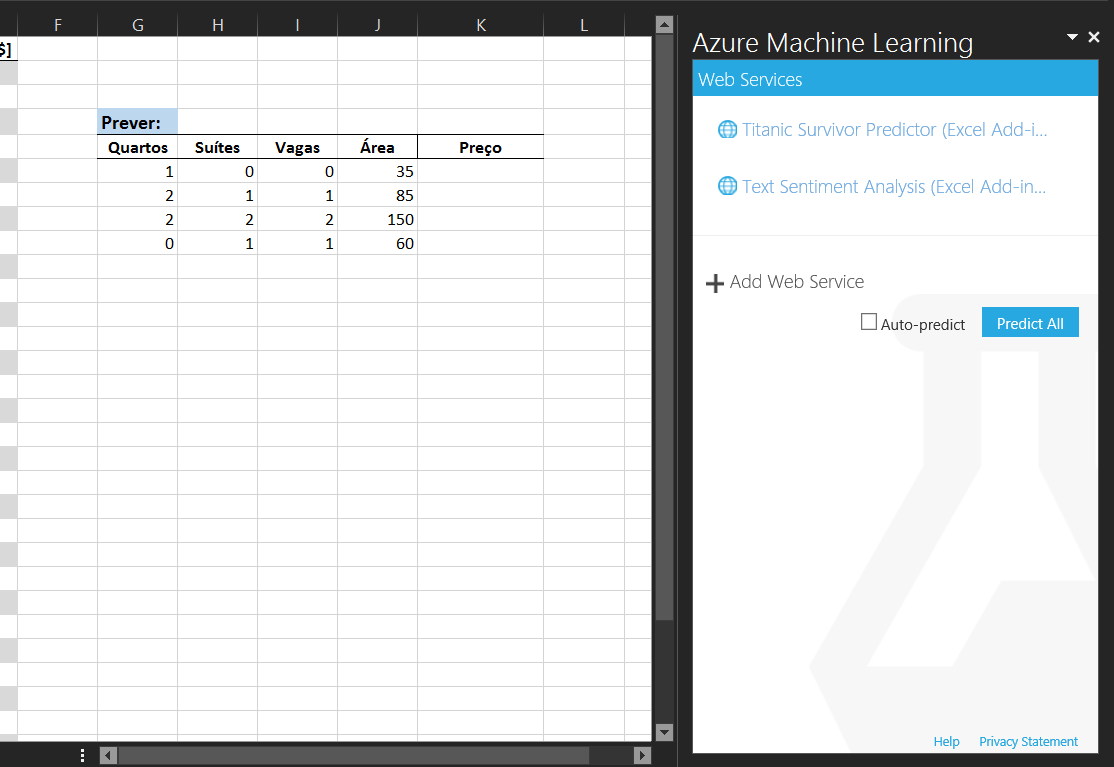 F G H I J K L
$]
Prever:
Quartos Suítes Vagas Área Preço
1 0 0 35
2 1 1 85
2 2 2 150
0 1 1 60
Azure Machine Learning
Web Services
Titanic Survivor Predictor (Excel Add-i...
Text Sentiment Analysis (Excel Add-in...
Add Web Service
Auto-predict Predict All
Help Privacy Statement